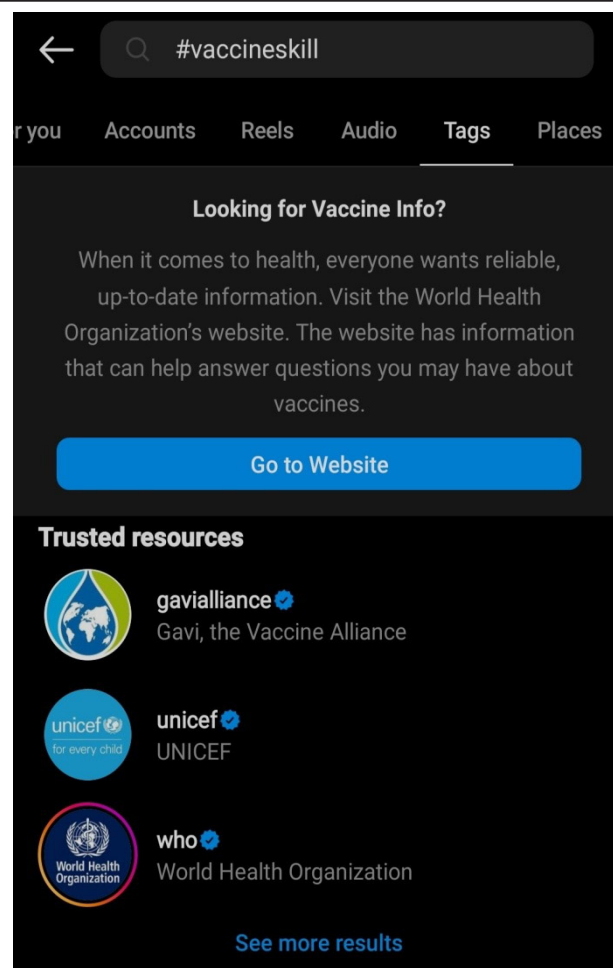 #vaccineskill
r you Accounts Reels Audio Tags Places
Looking for Vaccine Info?
When it comes to health, everyone wants reliable,
up-to-date information. Visit the World Health
Organization's website. The website has information
that can help answer questions you may have about
vaccines.
Go to Website
Trusted resources
gavialliance
Gavi, the Vaccine Alliance
unicef
for every child
unicef
UNICEF
World Health
Organization
who
World Health Organization
See more results